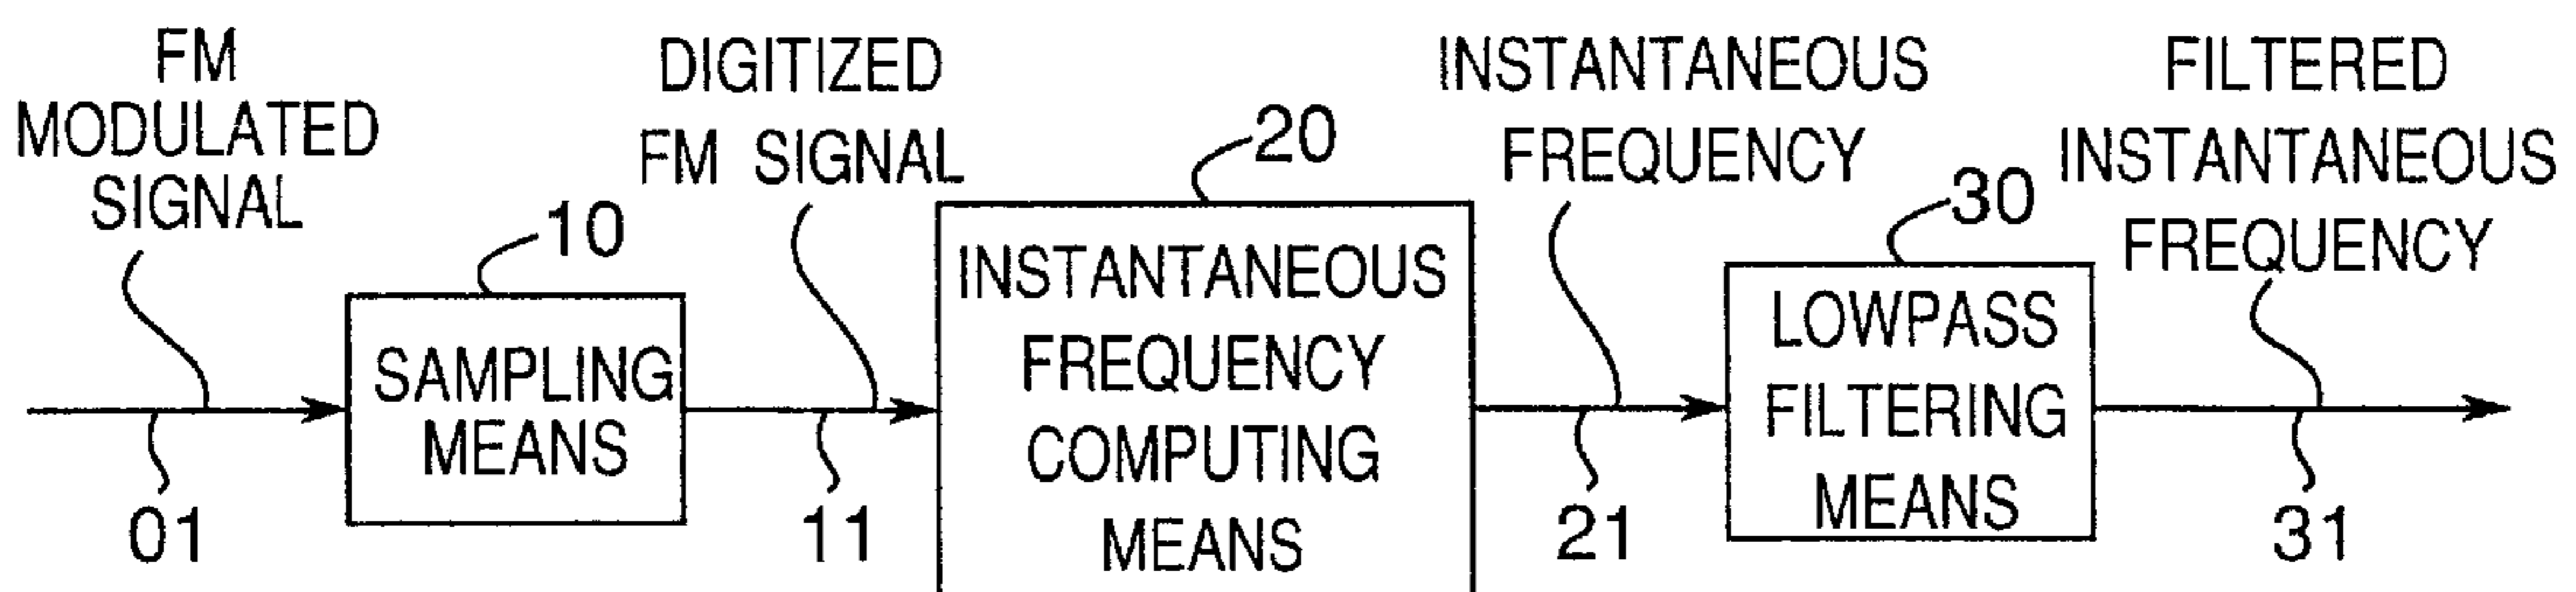 FM
MODULATED
SIGNAL
01
10
SAMPLING
MEANS
DIGITIZED
FM SIGNAL
11
20
INSTANTANEOUS
FREQUENCY
COMPUTING
MEANS
INSTANTANEOUS
FREQUENCY
21
30
LOWPASS
FILTERING
MEANS
FILTERED
INSTANTANEOUS
FREQUENCY
31